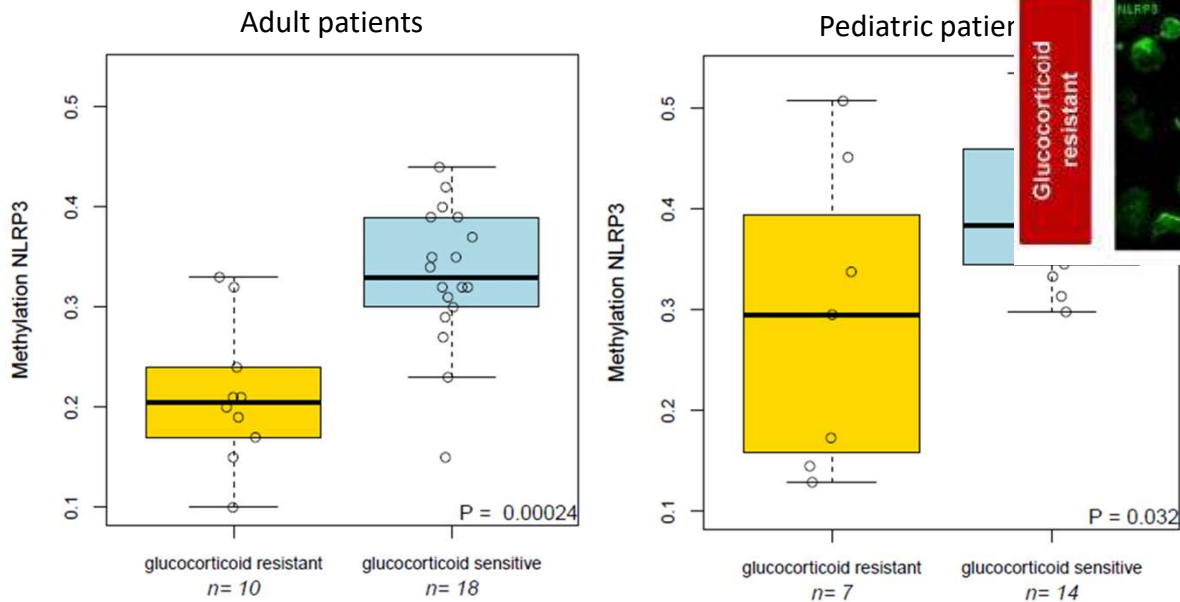 Adult patients
Methylation NLRP3
0.5
0.4
0.3
0.2
0.1
P = 0.00024
glucocorticoid resistant
n= 10
glucocorticoid sensitive
n= 18
Pediatric
Methylation NLRP3
0.5
0.4
0.3
0.2
0.1
P = 0.032
glucocorticoid resistant
n= 7
glucocorticoid sensitive
n= 14
Glucocorticoid
resistant
NLRP3